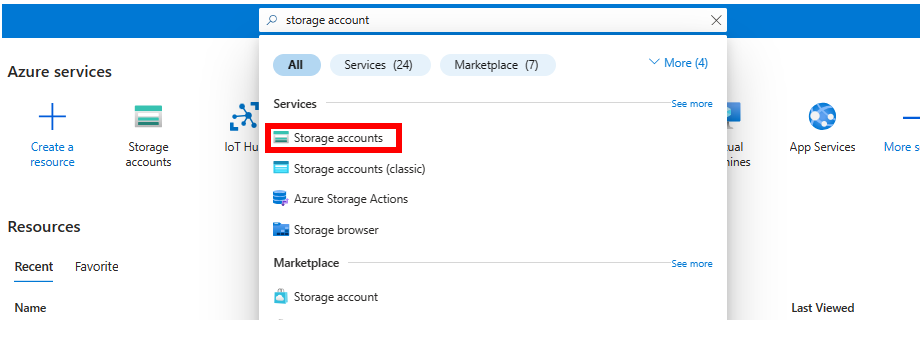 storage account
All
Services (24)
Marketplace (7)
More (4)
Azure services
Services
See more
Create a
resource
Storage
accounts
IoT Hu
Storage accounts
Storage accounts (classic)
Azure Storage Actions
Storage browser
tual
hines
App Services
More s
Resources
Recent
Favorite
Marketplace
See more
Storage account
Name
Last Viewed